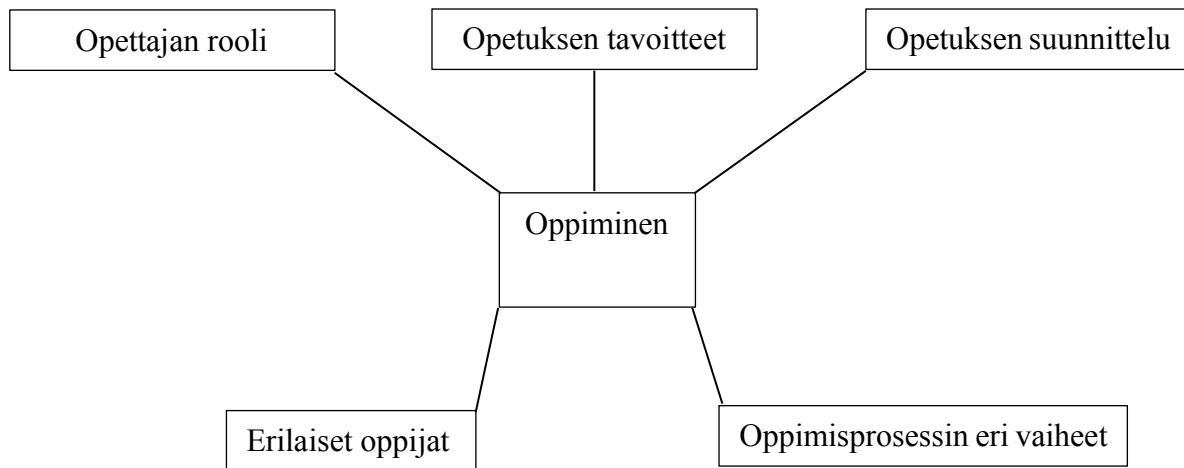 Opettajan rooli
Opetuksen tavoitteet
Opetuksen suunnittelu
Oppiminen
Erilaiset oppijat
Oppimisprosessin eri vaiheet